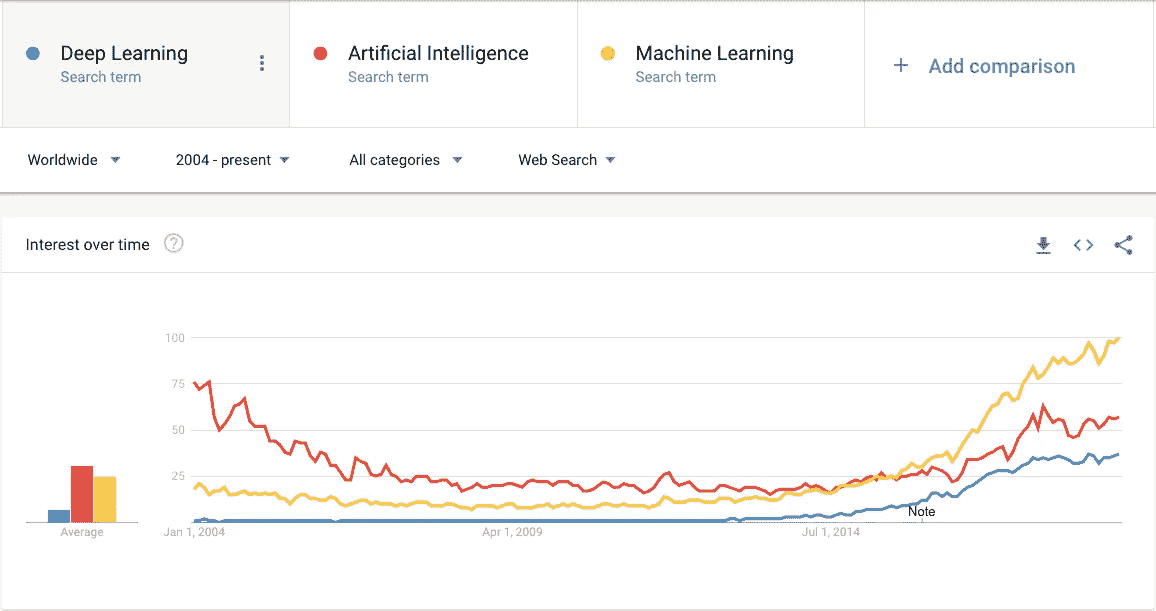 Deep Learning
Search term
Artificial Intelligence
Search term
Machine Learning
Search term
+ Add comparison
Worldwide
2004 - present
All categories
Web Search
Interest over time
?
100
75
50
25
Average
Jan 1, 2004
Apr 1, 2009
Jul 1, 2014
Note